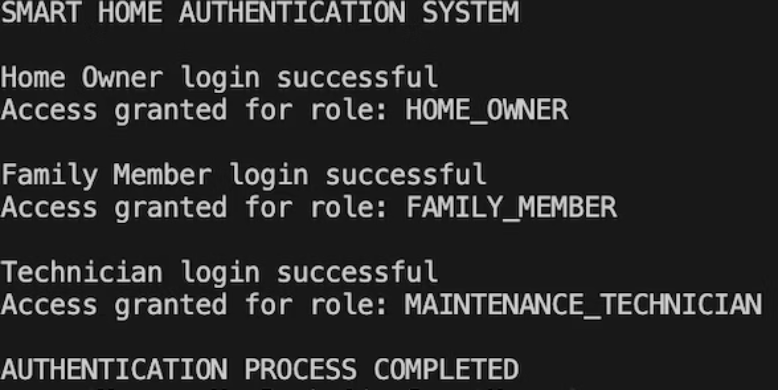 SMART HOME AUTHENTICATION SYSTEM
Home Owner login successful
Access granted for role: HOME_OWNER
Family Member login successful
Access granted for role: FAMILY_MEMBER
Technician login successful
Access granted for role: MAINTENANCE_TECHNICIAN
AUTHENTICATION PROCESS COMPLETED